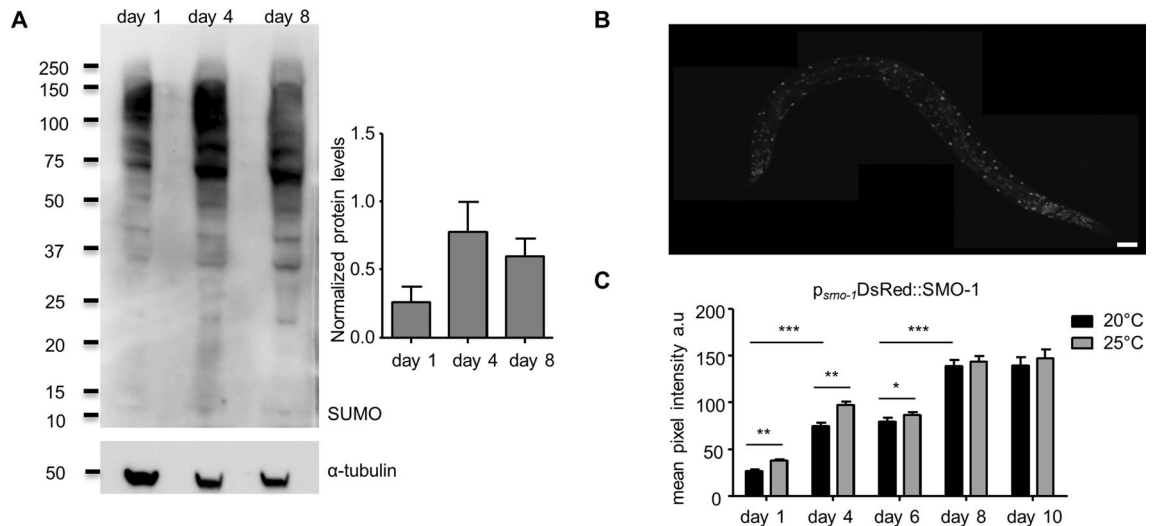 A
day 1 day 4 day 8
250
150
100
75
50
37
25
20
15
10
SUMO
50
α-tubulin
Normalized protein levels
1.5
1.0
0.5
0.0
day 1 day 4 day 8
B
C
p smo-1 DsRed::SMO-1
mean pixel intensity a.u
200
150
100
50
0
***
***
**
**
*
20°C
25°C
day 1 day 4 day 6 day 8 day 10